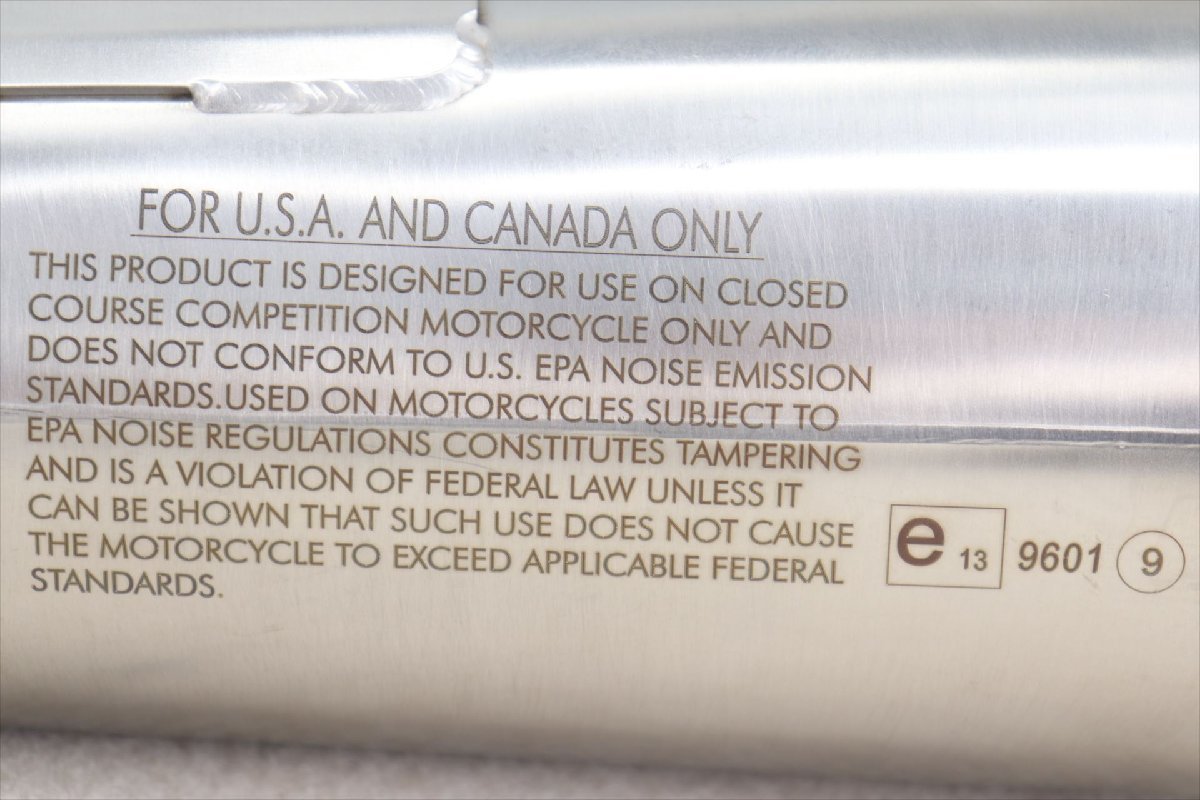 FOR U.S.A. AND CANADA ONLY
THIS PRODUCT IS DESIGNED FOR USE ON CLOSED
COURSE COMPETITION MOTORCYCLE ONLY AND
DOES NOT CONFORM TO U.S. EPA NOISE EMISSION
STANDARDS.USED ON MOTORCYCLES SUBJECT TO
EPA NOISE REGULATIONS CONSTITUTES TAMPERING
AND IS A VIOLATION OF FEDERAL LAW UNLESS IT
CAN BE SHOWN THAT SUCH USE DOES NOT CAUSE
THE MOTORCYCLE TO EXCEED APPLICABLE FEDERAL
STANDARDS.
e 13 9601 9